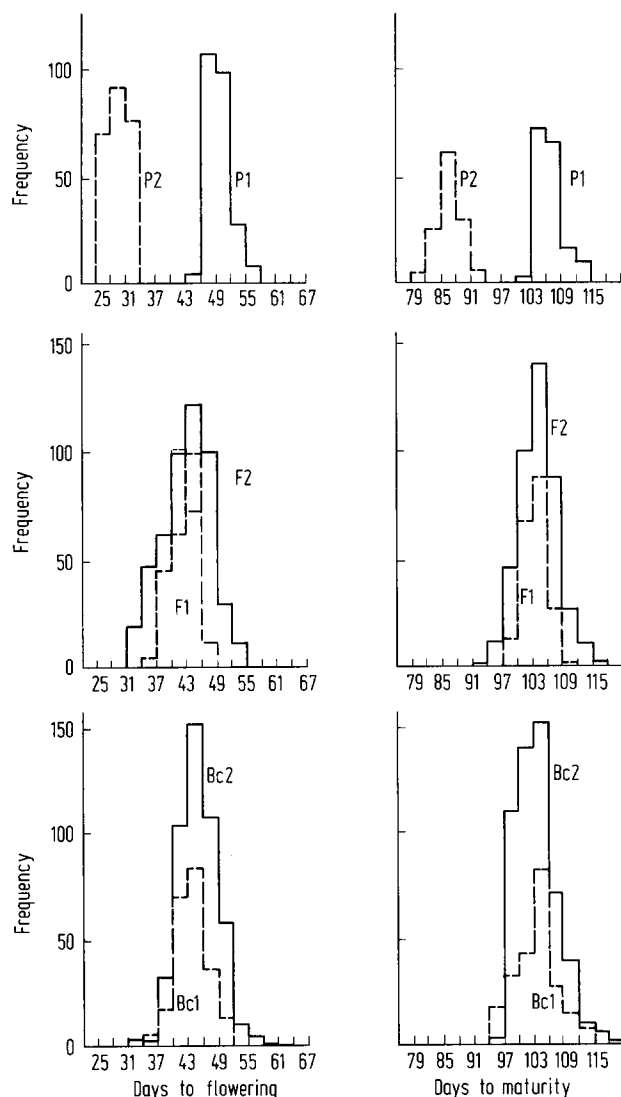 100
50
0
Frequency
P2
P1
25 31 37 43 49 55 61 67
P2
P1
79 85 91 103 109 115
150
100
50
0
Frequency
F2
F1
25 31 37 43 49 55 61 67
F2
F1
79 85 91 97 103 109 115
150
100
50
0
Frequency
Bc2
Bc1
25 31 37 43 49 55 61 67
Days to flowering
Bc2
Bc1
79 85 91 97 103 109 115
Days to maturity